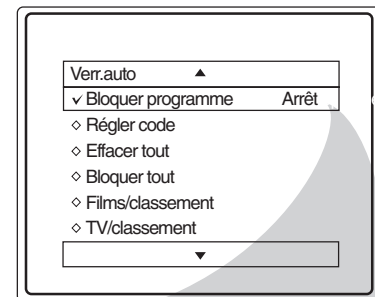 Verr.auto ▲
✓ Bloquer programme Arrêt
◇ Régler code
◇ Effacer tout
◇ Bloquer tout
◇ Films/classement
◇ TV/classement
▼